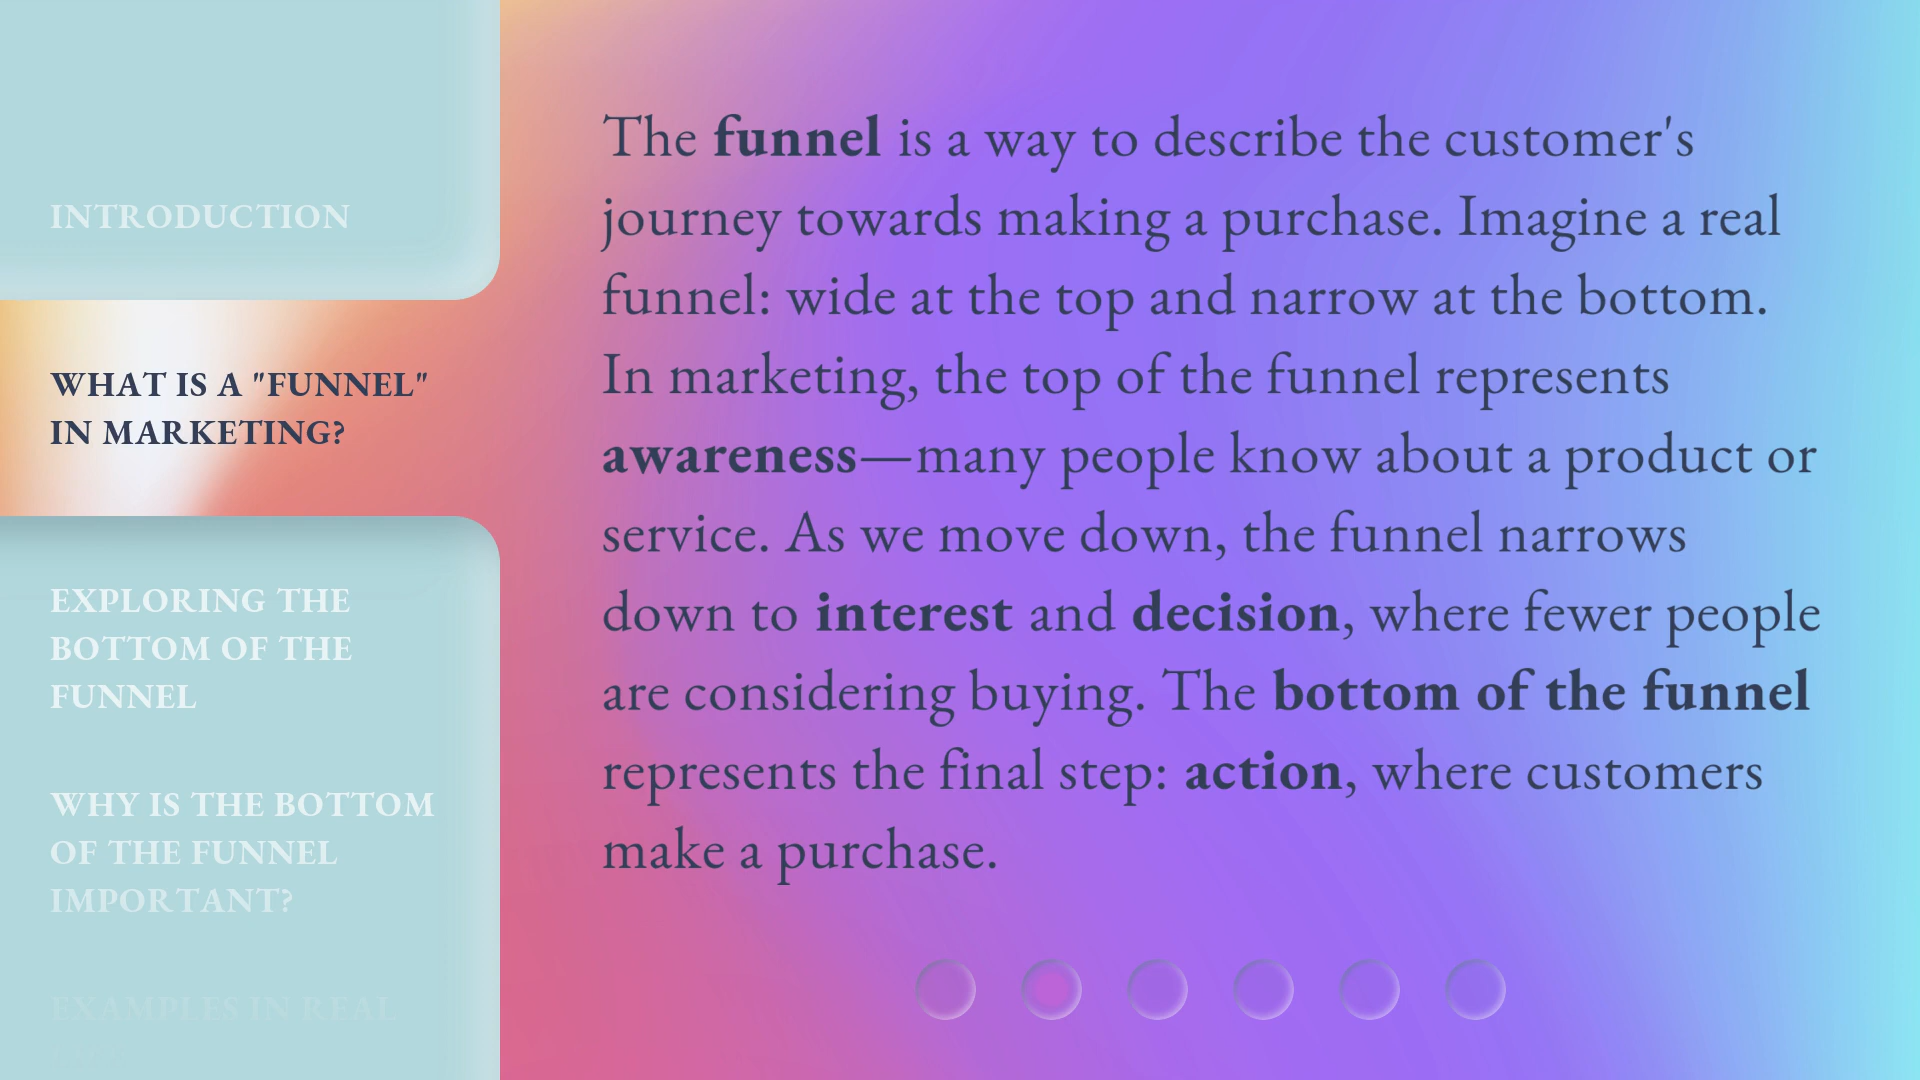 INTRODUCTION
WHAT IS A "FUNNEL"
IN MARKETING?
EXPLORING THE
BOTTOM OF THE
FUNNEL
WHY IS THE BOTTOM
OF THE FUNNEL
IMPORTANT?
EXAMPLES IN REAL
The funnel is a way to describe the customer's
journey towards making a purchase. Imagine a real
funnel: wide at the top and narrow at the bottom.
In marketing, the top of the funnel represents
awareness—many people know about a product or
service. As we move down, the funnel narrows
down to interest and decision, where fewer people
are considering buying. The bottom of the funnel
represents the final step: action, where customers
make a purchase.